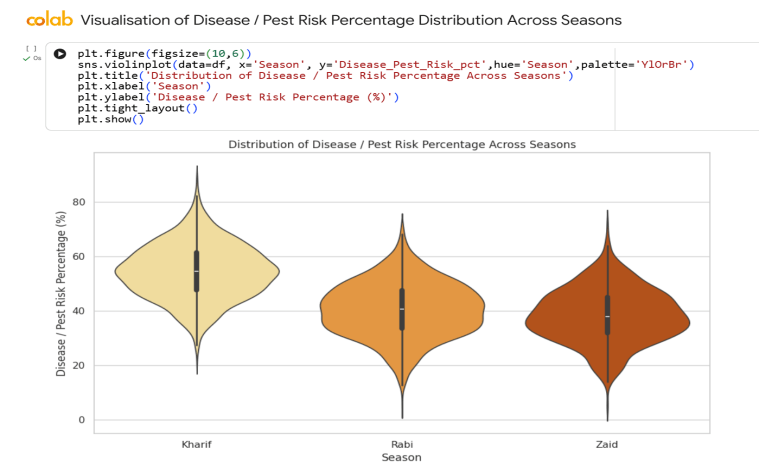 colab Visualisation of Disease / Pest Risk Percentage Distribution Across Seasons
[ ]
✓ 0s
plt.figure(figsize=(10,6))
sns.violinplot(data=df, x='Season', y='Disease_Pest_Risk_pct',hue='Season',palette='YlOrBr')
plt.title('Distribution of Disease / Pest Risk Percentage Across Seasons')
plt.xlabel('Season')
plt.ylabel('Disease / Pest Risk Percentage (%)')
plt.tight_layout()
plt.show()
Distribution of Disease / Pest Risk Percentage Across Seasons
Disease / Pest Risk Percentage (%)
80
60
40
20
0
Kharif Rabi Zaid
Season